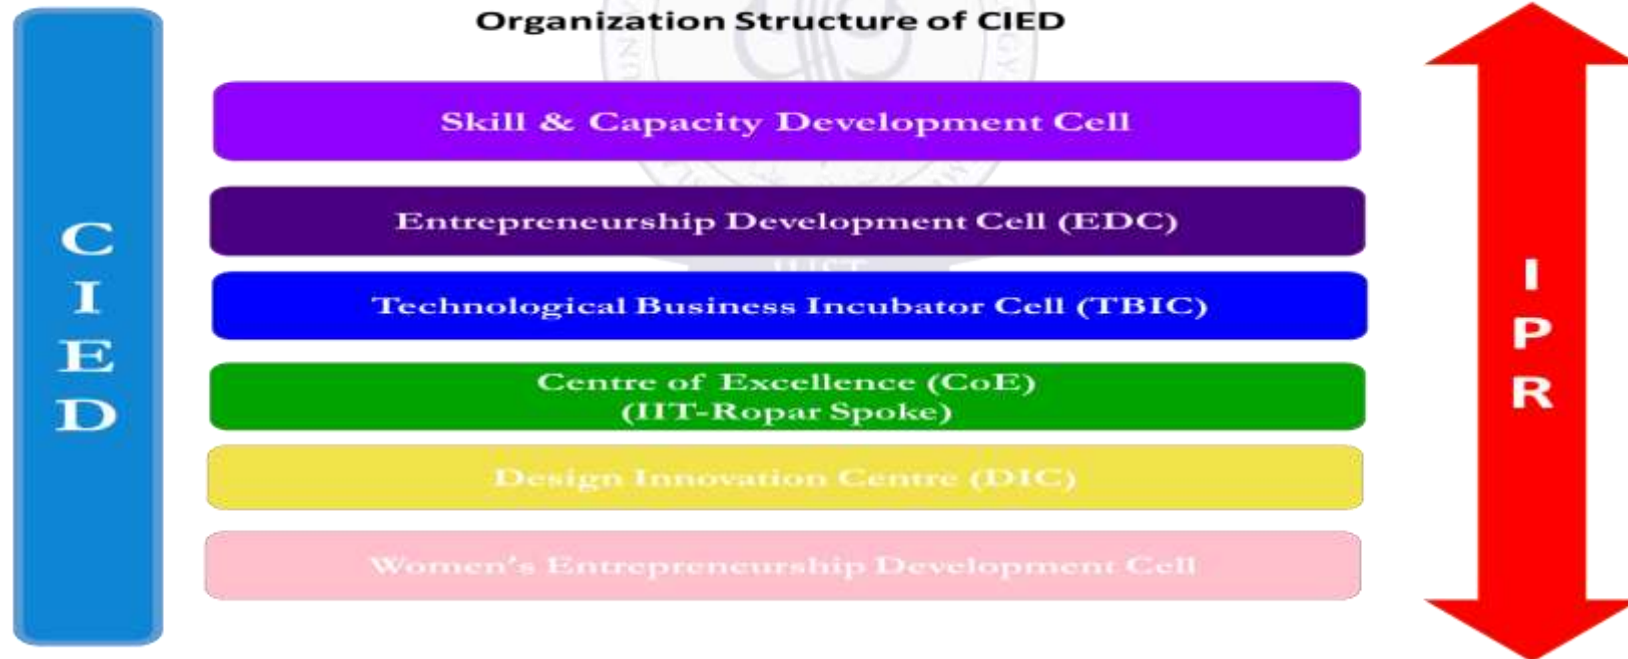 Organization Structure of CIED
C
I
E
D
Skill & Capacity Development Cell
Entrepreneurship Development Cell (EDC)
Technological Business Incubator Cell (TBIC)
Centre of Excellence (CoE)
(IIT-Ropar Spoke)
Design Innovation Centre (DIC)
Women's Entrepreneurship Development Cell
I
P
R